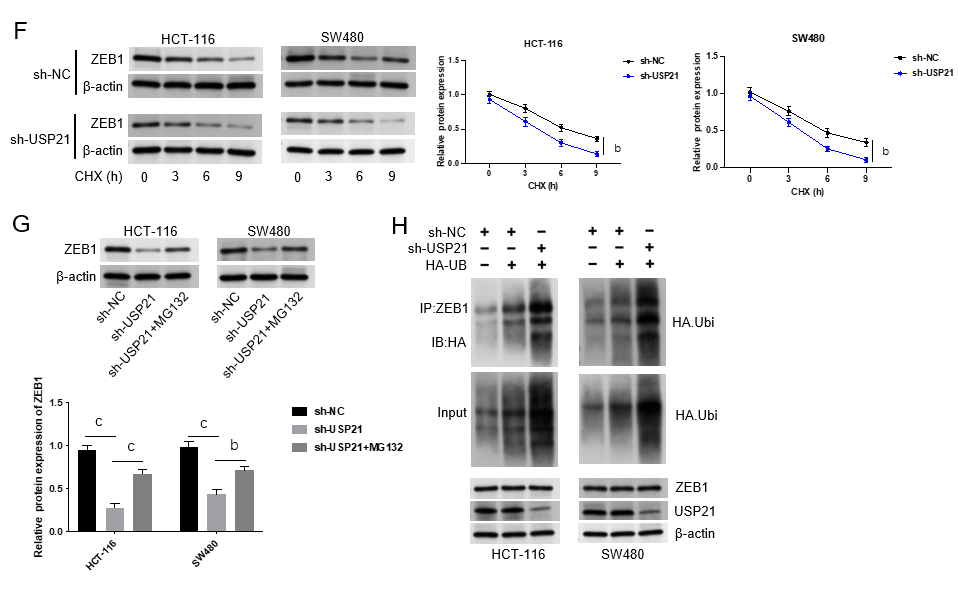 F
HCT-116 SW480
sh-NC
ZEB1
β-actin
sh-USP21
ZEB1
β-actin
CHX (h) 0 3 6 9 0 3 6 9
HCT-116
Relative protein expression
1.5
1.0
0.5
0.0
0 3 6 9
CHX (h)
sh-NC
sh-USP21
b
SW480
Relative protein expression
1.5
1.0
0.5
0.0
0 3 6 9
CHX (h)
sh-NC
sh-USP21
b
G
HCT-116 SW480
ZEB1
β-actin
sh-NC
sh-USP21
sh-USP21+MG132
sh-NC
sh-USP21
sh-USP21+MG132
Relative protein expression of ZEB1
1.5
1.0
0.5
0.0
c c c b
HCT-116
SW480
sh-NC
sh-USP21
sh-USP21+MG132
H
sh-NC + + − + + −
sh-USP21 − − + − − +
HA-UB − + + − + +
IP:ZEB1
IB:HA
HA.Ubi
Input
HA.Ubi
ZEB1
USP21
β-actin
HCT-116 SW480